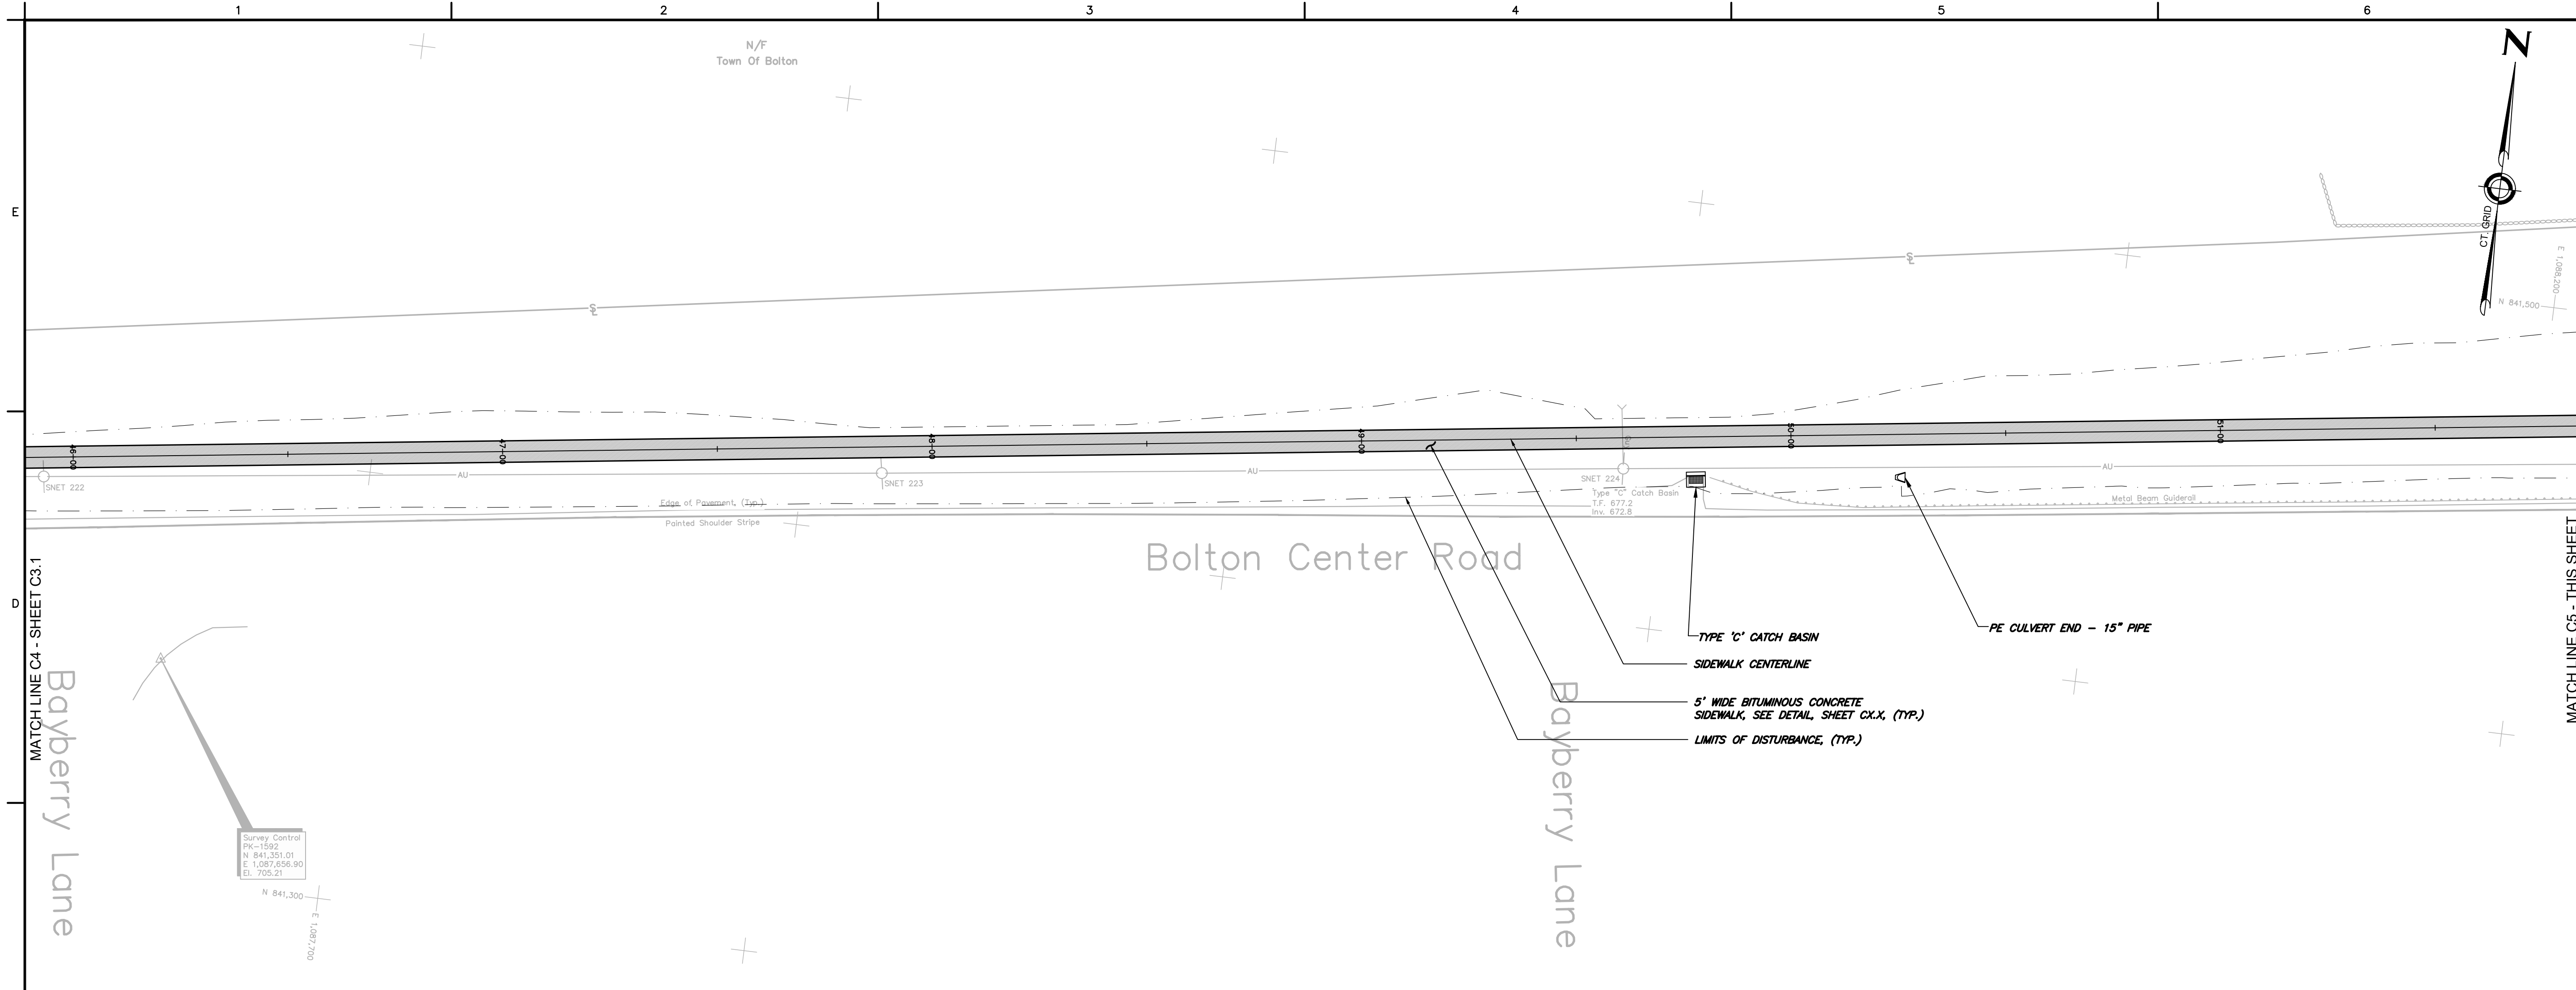 1
2
3
4
5
6
N/F
Town Of Bolton
N
CT. GRID
E
S L
S L
E 1,088,200
N 841,500
46+00
47+00
48+00
49+00
50+00
51+00
Guy
AU
AU
AU
SNET 222
SNET 223
SNET 224
Type "C" Catch Basin
T.F. 677.2
Inv. 672.8
Edge of Pavement, (Typ.)
Painted Shoulder Stripe
Metal Beam Guiderail
Bolton Center Road
MATCH LINE C4 - SHEET C3.1
MATCH LINE C5 - THIS SHEET
D
TYPE 'C' CATCH BASIN
PE CULVERT END - 15" PIPE
SIDEWALK CENTERLINE
5' WIDE BITUMINOUS CONCRETE
SIDEWALK, SEE DETAIL, SHEET CX.X, (TYP.)
LIMITS OF DISTURBANCE, (TYP.)
Bayberry Lane
Bayberry Lane
Survey Control
PK-1592
N 841,351.01
E 1,087,656.90
El. 705.21
N 841,300
E 1,087,700